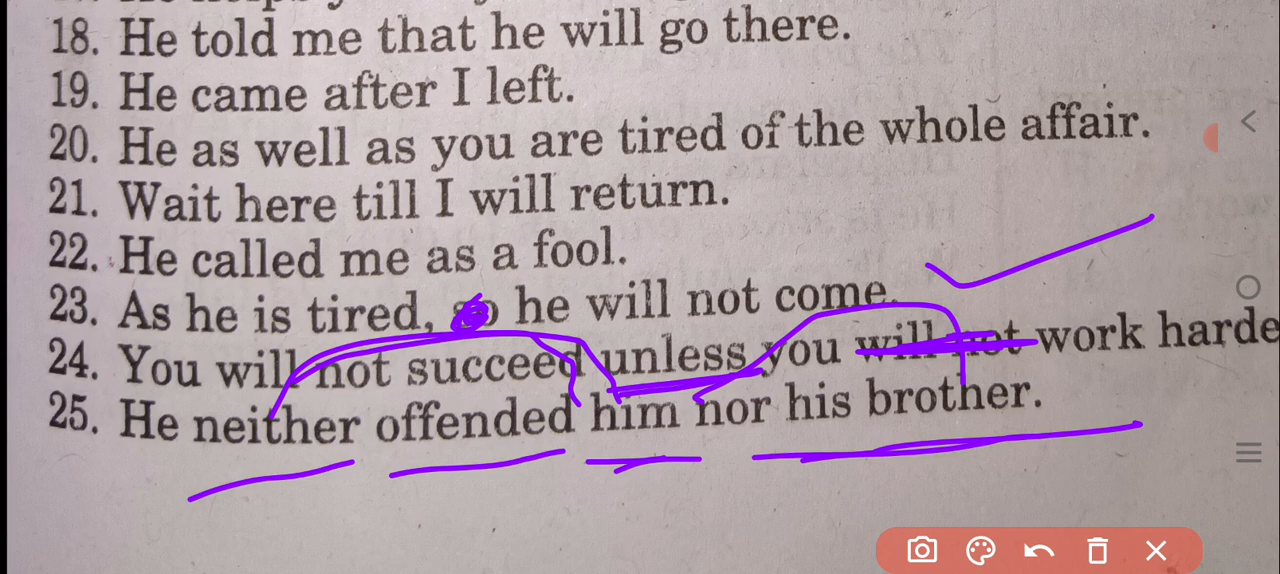 18. He told me that he will go there.
19. He came after I left.
20. He as well as you are tired of the whole affair.
21. Wait here till I will return.
22. He called me as a fool.
23. As he is tired, he will not come.
24. You will not succeed unless you will not work harde
25. He neither offended him nor his brother.